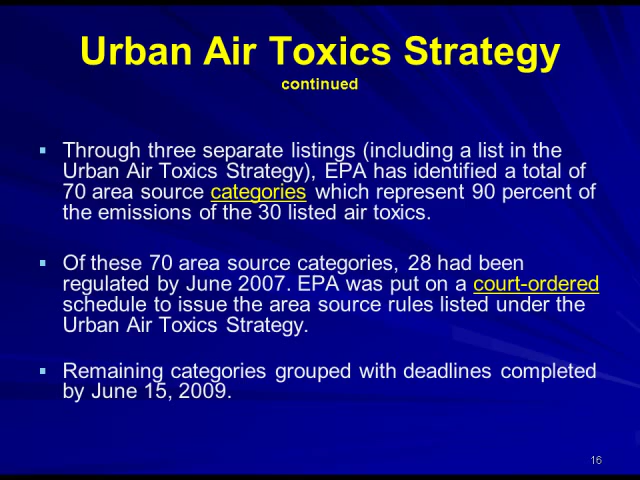 Urban Air Toxics Strategy
continued
Through three separate listings (including a list in the
Urban Air Toxics Strategy), EPA has identified a total of
70 area source categories which represent 90 percent of
the emissions of the 30 listed air toxics.
Of these 70 area source categories, 28 had been
regulated by June 2007. EPA was put on a court-ordered
schedule to issue the area source rules listed under the
Urban Air Toxics Strategy.
Remaining categories grouped with deadlines completed
by June 15, 2009.
16